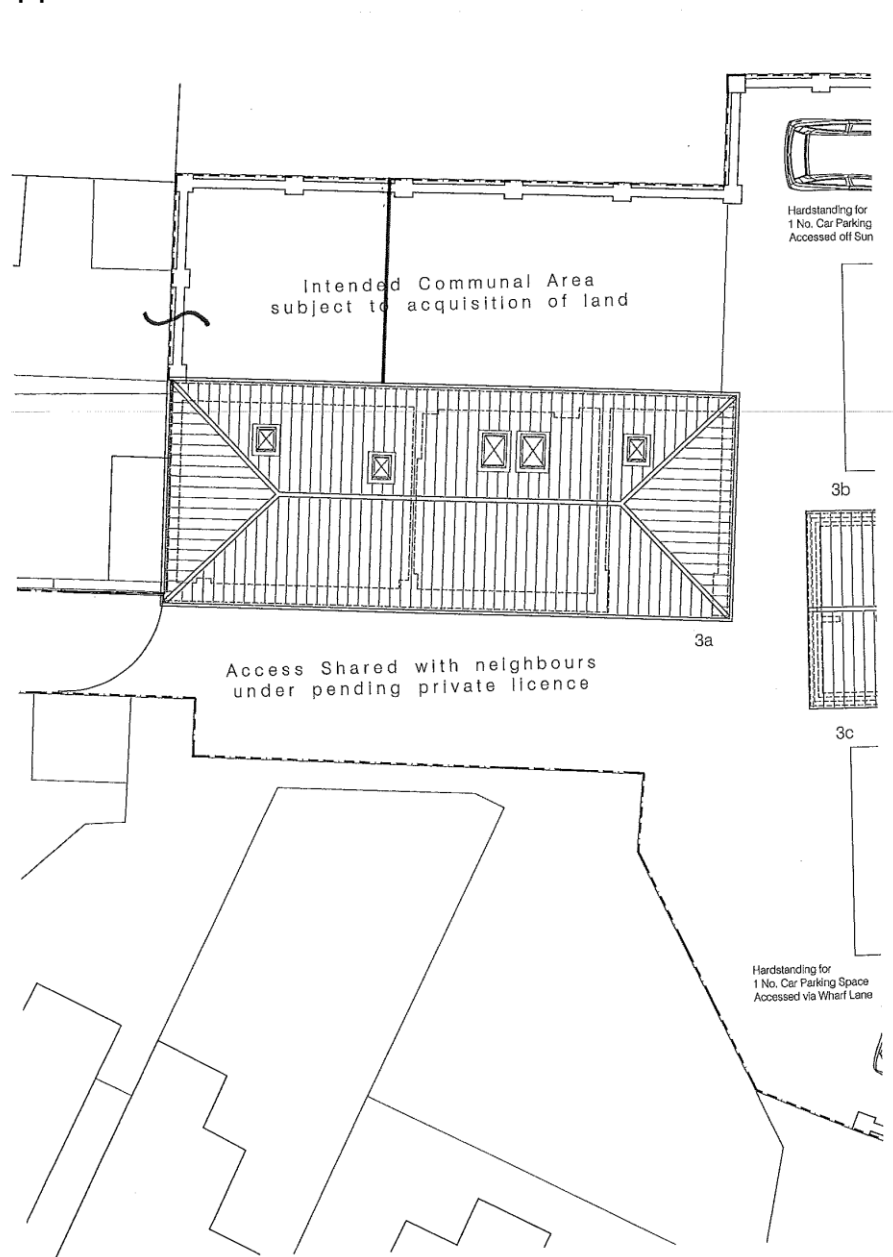 Hardstanding for
1 No. Car Parking
Accessed off Sun
Intended Communal Area
subject to acquisition of land
3b
3a
Access Shared with neighbours
under pending private licence
3c
Hardstanding for
1 No. Car Parking Space
Accessed via Wharf Lane